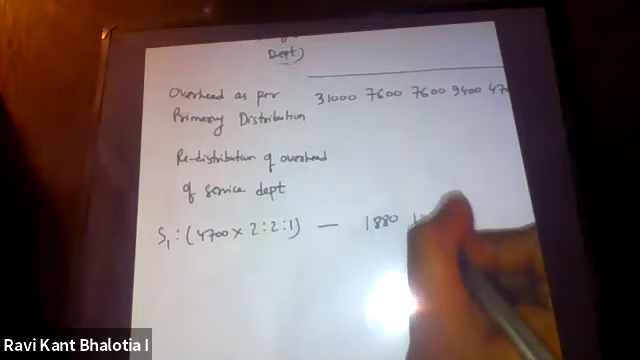 Dept)
Overhead as per 31000 7600 7600 9400 47
Primary Distribution
Re-distribution of overhead
of service dept
S1: (4700 x 2:2:1) — 1880
Ravi Kant Bhalotia I